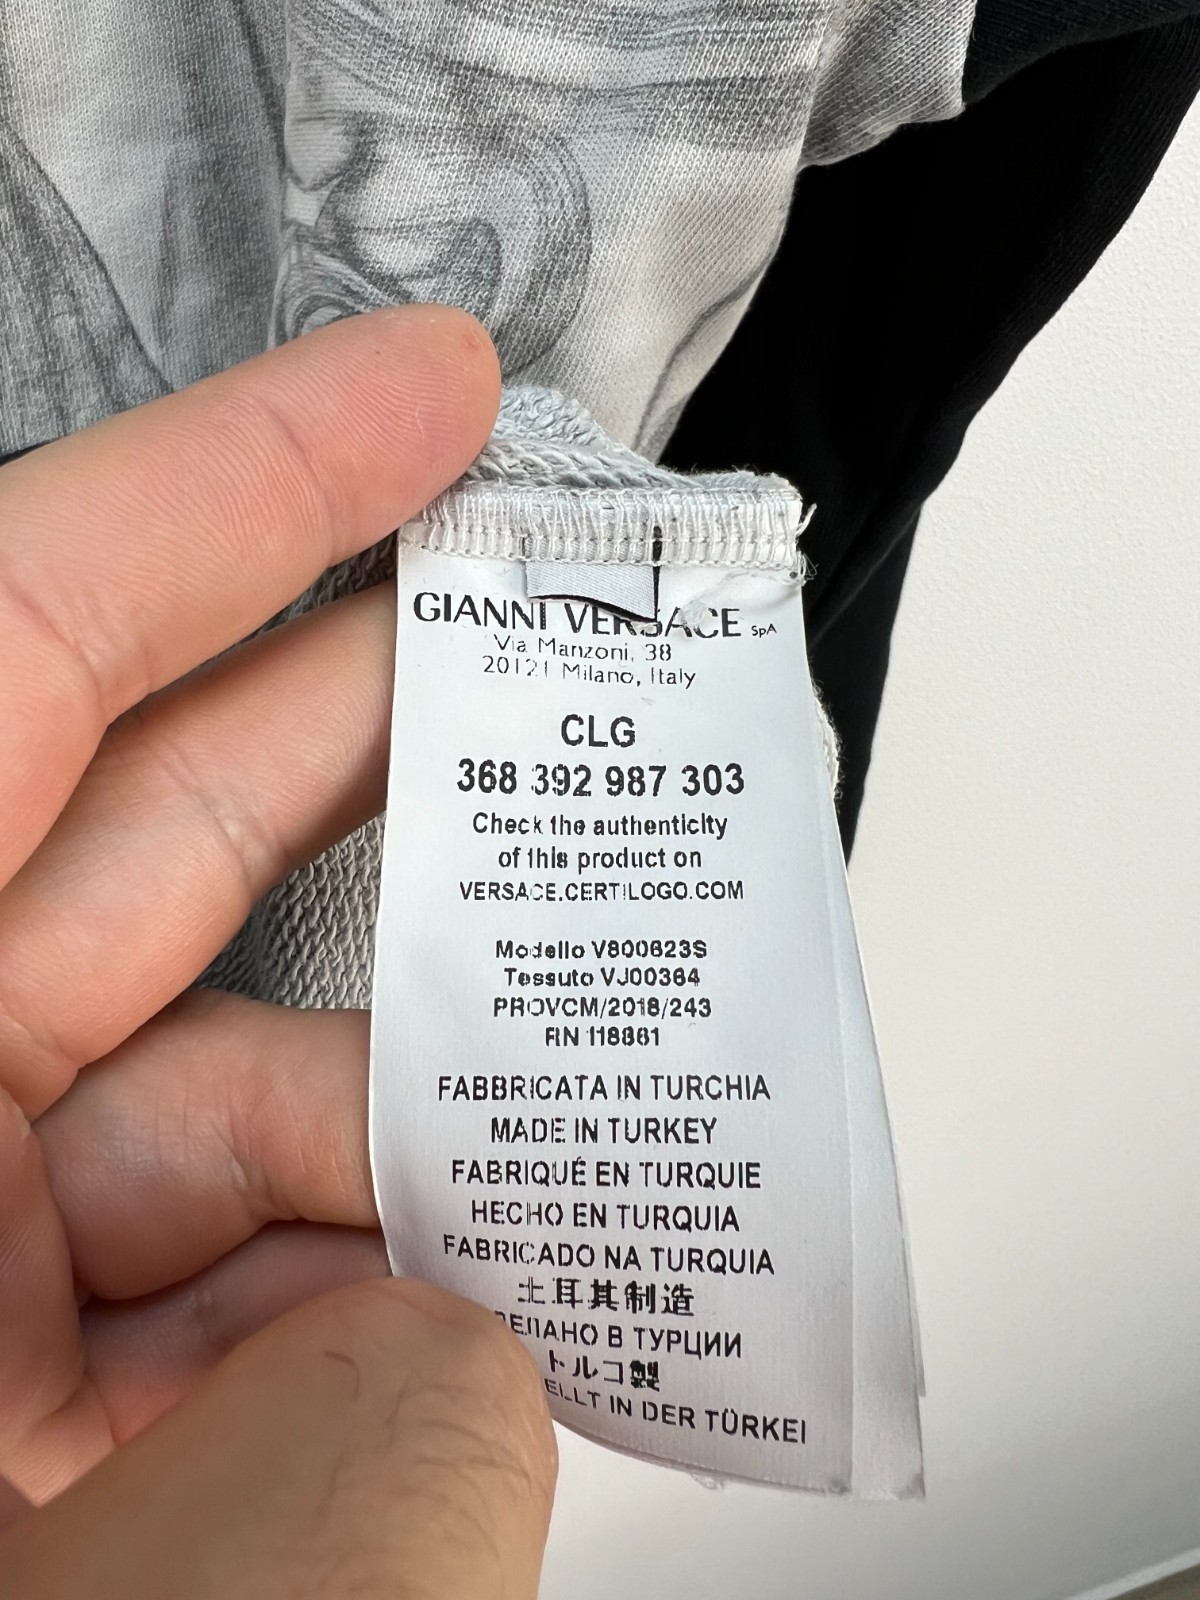 GIANNI VERSACE SpA
Via Manzoni, 38
20121 Milano, Italy
CLG
368 392 987 303
Check the authenticity
of this product on
VERSACE.CERTILOGO.COM
Modello V800623S
Tessuto VJ00364
PROVCM/2018/243
RN 118861
FABBRICATA IN TURCHIA
MADE IN TURKEY
FABRIQUÉ EN TURQUIE
HECHO EN TURQUIA
FABRICADO NA TURQUIA
土耳其制造
ЕЛАНО В ТУРЦИИ
トルコ製
ELLT IN DER TÜRKEI